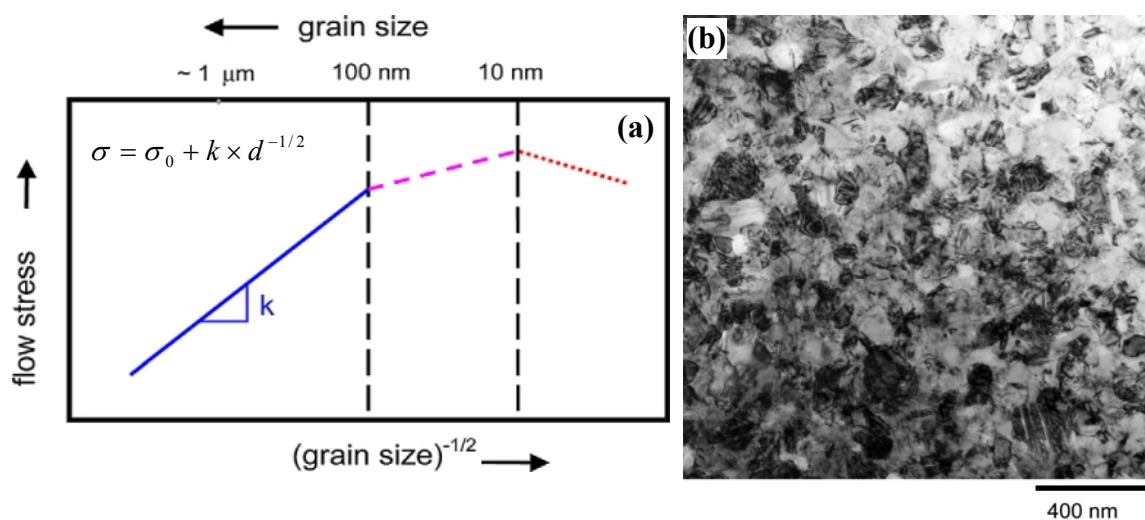 grain size
~ 1 μm 100 nm 10 nm
(a)
σ = σ₀ + k × d⁻¹/²
k
flow stress
(grain size)⁻¹/²
(b)
400 nm